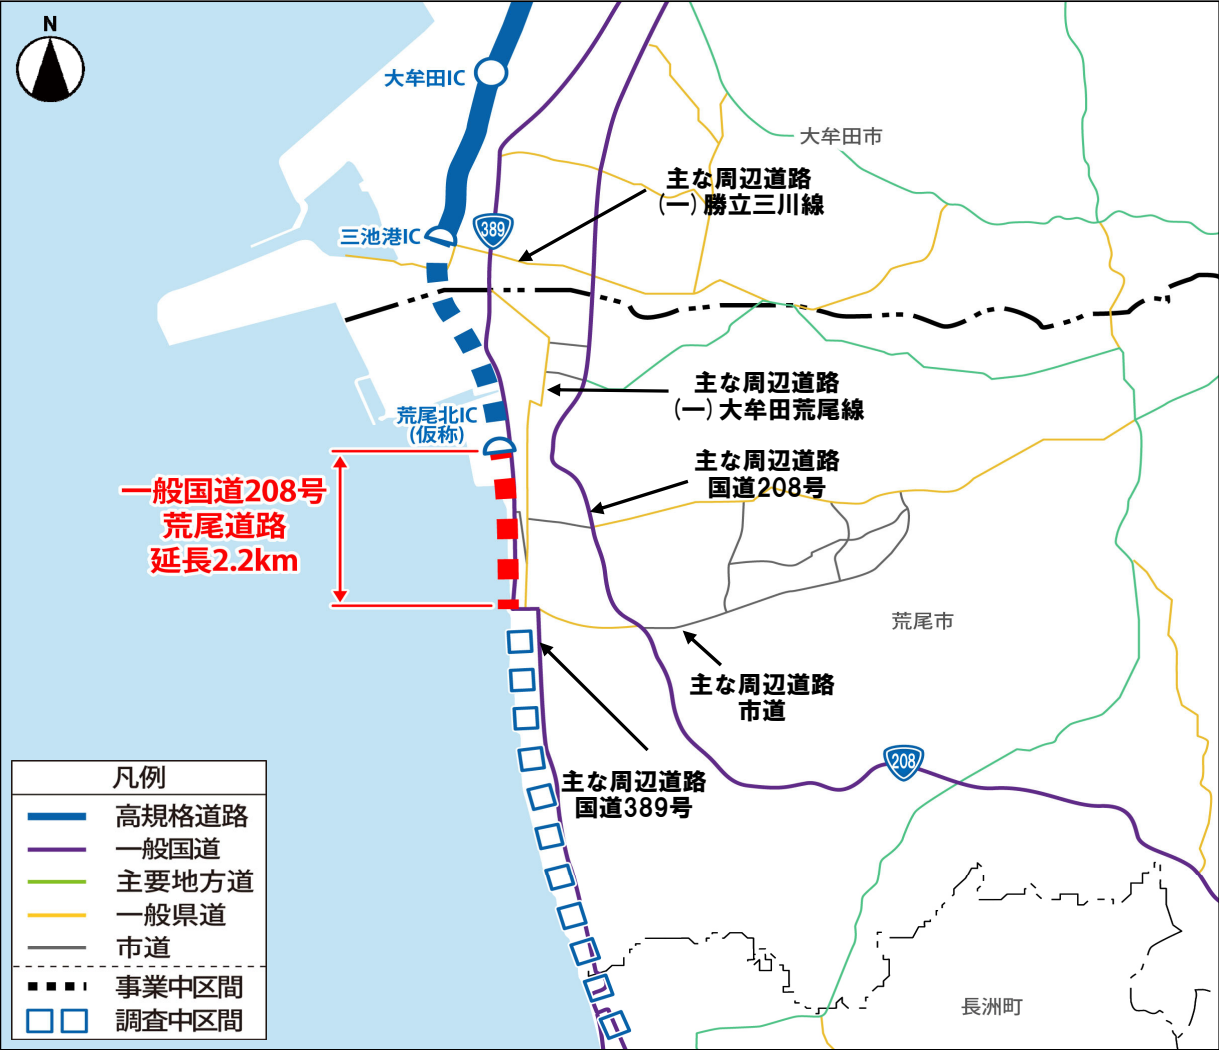 N
大牟田IC
大牟田市
主な周辺道路
(一)勝立三川線
389
三池港IC
主な周辺道路
(一)大牟田荒尾線
荒尾北IC
(仮称)
主な周辺道路
国道208号
一般国道208号
荒尾道路
延長2.2km
荒尾市
主な周辺道路
市道
208
主な周辺道路
国道389号
凡例
高規格道路
一般国道
主要地方道
一般県道
市道
事業中区間
調査中区間
長洲町